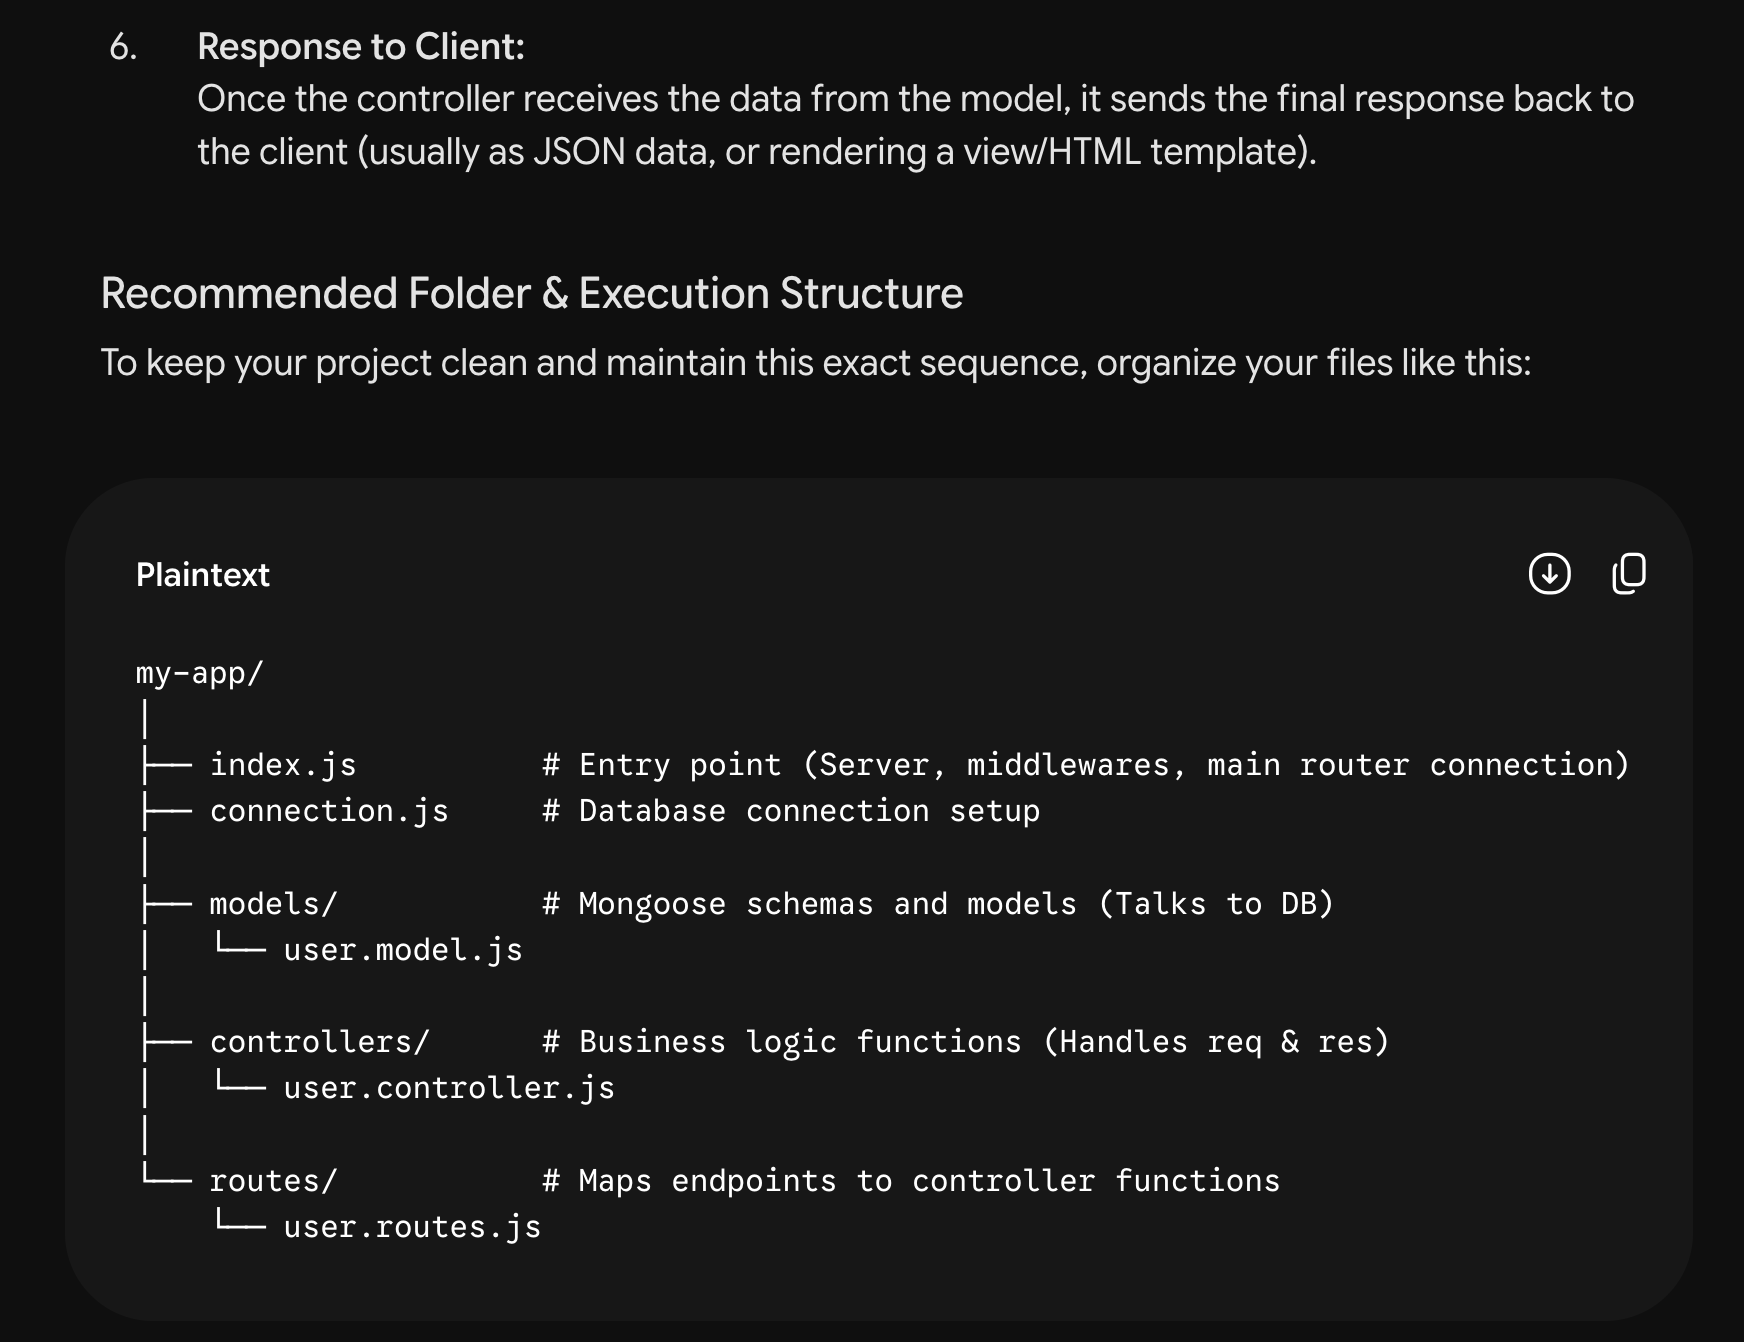 6. Response to Client:
Once the controller receives the data from the model, it sends the final response back to
the client (usually as JSON data, or rendering a view/HTML template).
Recommended Folder & Execution Structure
To keep your project clean and maintain this exact sequence, organize your files like this:
Plaintext
my-app/
│
├── index.js          # Entry point (Server, middlewares, main router connection)
├── connection.js     # Database connection setup
│
├── models/           # Mongoose schemas and models (Talks to DB)
│   └── user.model.js
│
├── controllers/      # Business logic functions (Handles req & res)
│   └── user.controller.js
│
└── routes/           # Maps endpoints to controller functions
    └── user.routes.js